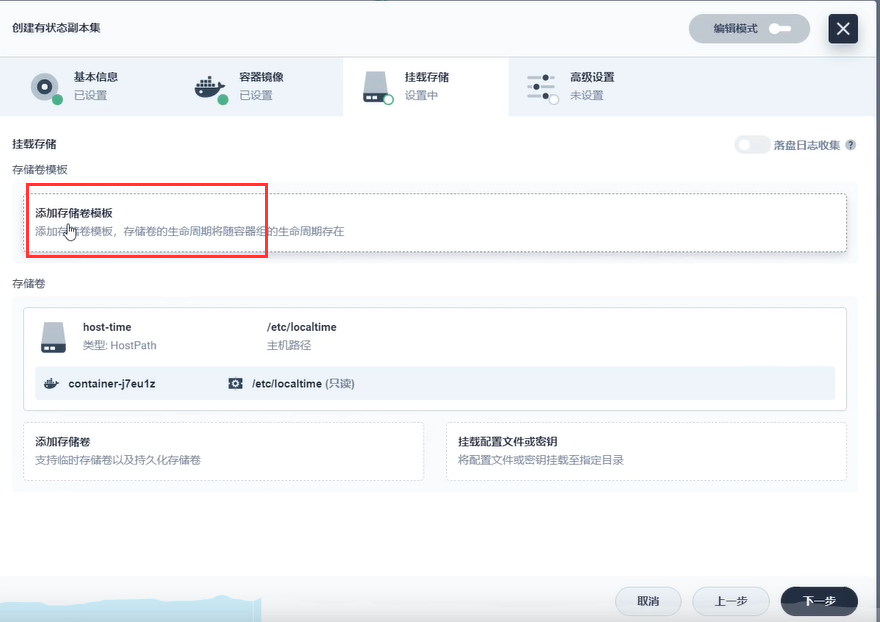 创建有状态副本集
编辑模式
基本信息
已设置
容器镜像
已设置
挂载存储
设置中
高级设置
未设置
挂载存储
落盘日志收集 ?
存储卷模板
添加存储卷模板
添加存储卷模板，存储卷的生命周期将随容器组的生命周期存在
存储卷
host-time
/etc/localtime
类型: HostPath
主机路径
container-j7eu1z
/etc/localtime (只读)
添加存储卷
支持临时存储卷以及持久化存储卷
挂载配置文件或密钥
将配置文件或密钥挂载至指定目录
取消
上一步
下一步